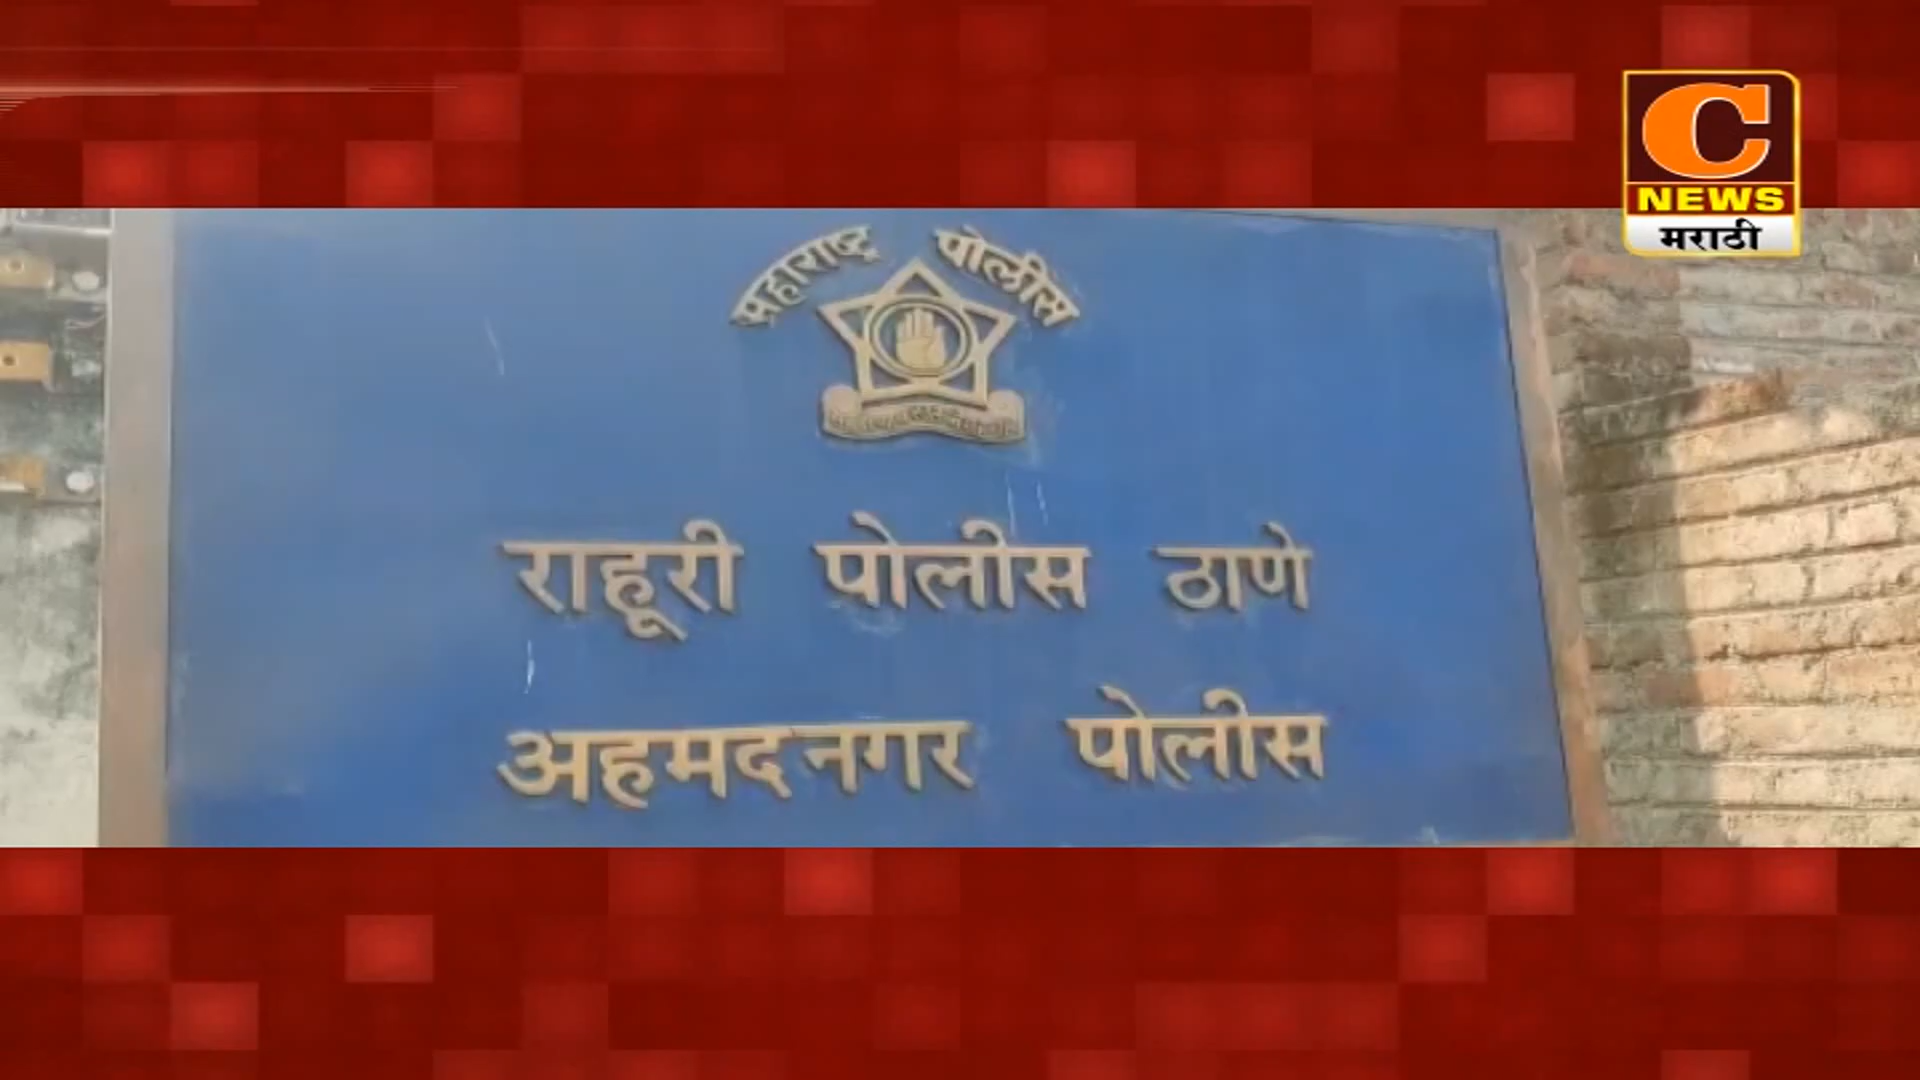 C
NEWS
मराठी
महाराष्ट्र पोलीस
राहूरी पोलीस ठाणे
अहमदनगर पोलीस